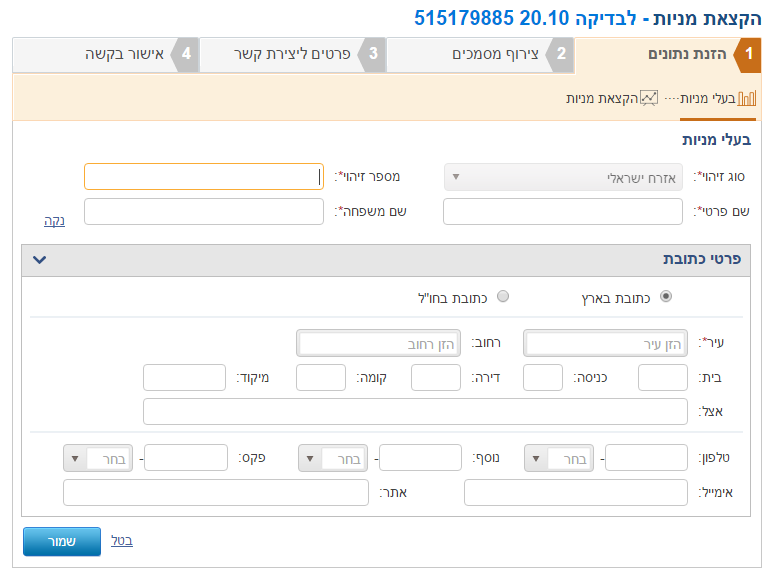 הקצאת מניות - לבדיקה 20.10 515179885
1 הזנת נתונים 2 צירוף מסמכים 3 פרטים ליצירת קשר 4 אישור בקשה
בעלי מניות הקצאת מניות
בעלי מניות
סוג זיהוי*: אזרח ישראלי מספר זיהוי*:
שם פרטי*: שם משפחה*: נקה
פרטי כתובת
כתובת בארץ כתובת בחו"ל
עיר*: הזן עיר רחוב: הזן רחוב
בית: כניסה: דירה: קומה: מיקוד:
אצל:
טלפון: - בחר נוסף: - בחר פקס: - בחר
אימייל: אתר:
בטל שמור